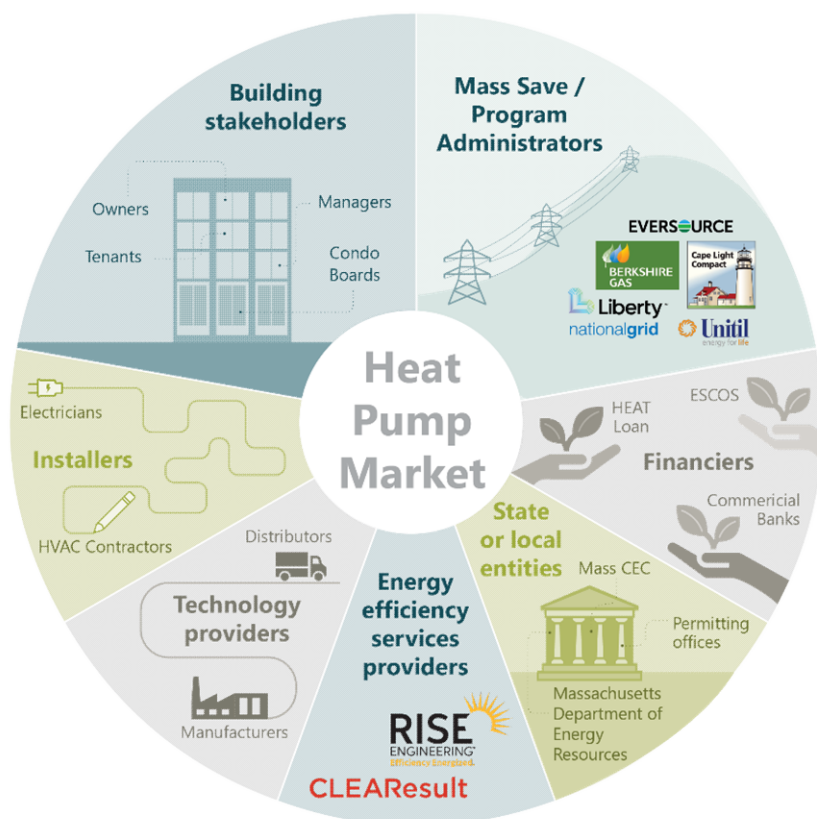 Building
stakeholders
Owners
Managers
Tenants
Condo
Boards
Mass Save /
Program
Administrators
EVERSOURCE
BERKSHIRE
GAS
Cape Light
Compact
Liberty
nationalgrid
Unitil
energy for life
Heat
Pump
Market
Electricians
Installers
HVAC Contractors
HEAT
Loan
ESCOS
Financiers
Commericial
Banks
Distributors
Technology
providers
Manufacturers
Energy
efficiency
services
providers
RISE
ENGINEERING
Efficiency Energized.
CLEAResult
State
or local
entities
Mass CEC
Permitting
offices
Massachusetts
Department of
Energy
Resources